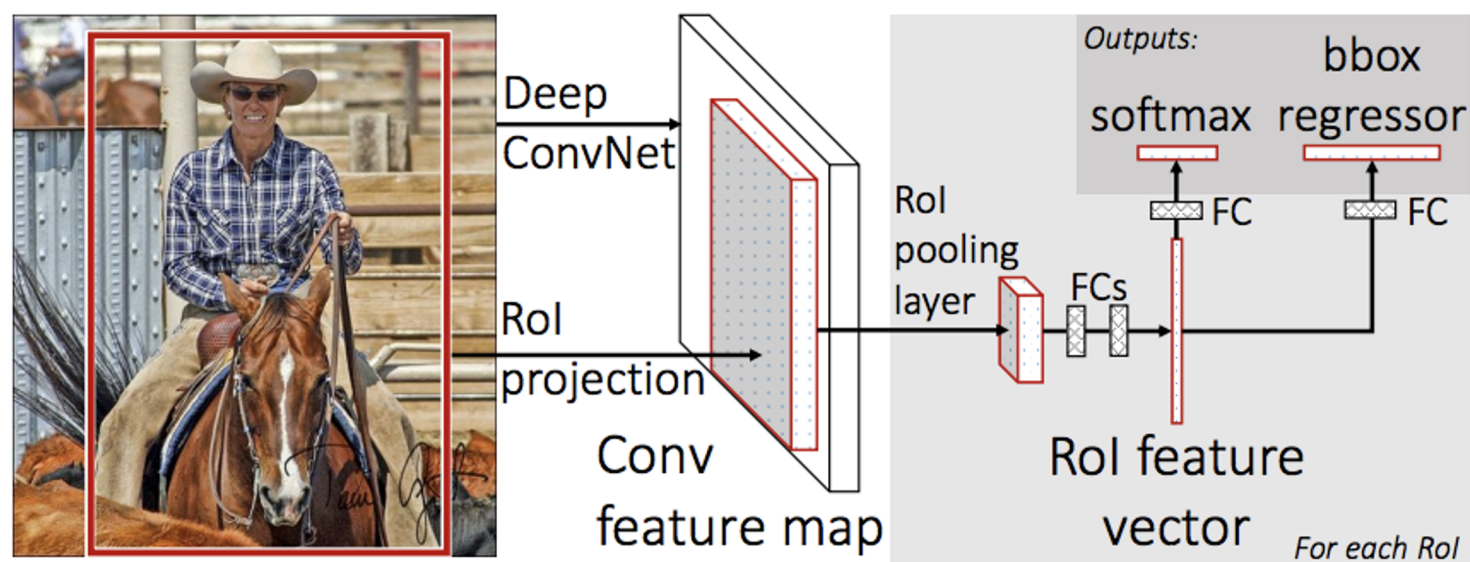 Deep
ConvNet
RoI
projection
Conv
feature map
RoI
pooling
layer
FCs
RoI feature
vector
For each RoI
Outputs:
softmax
bbox
regressor
FC
FC